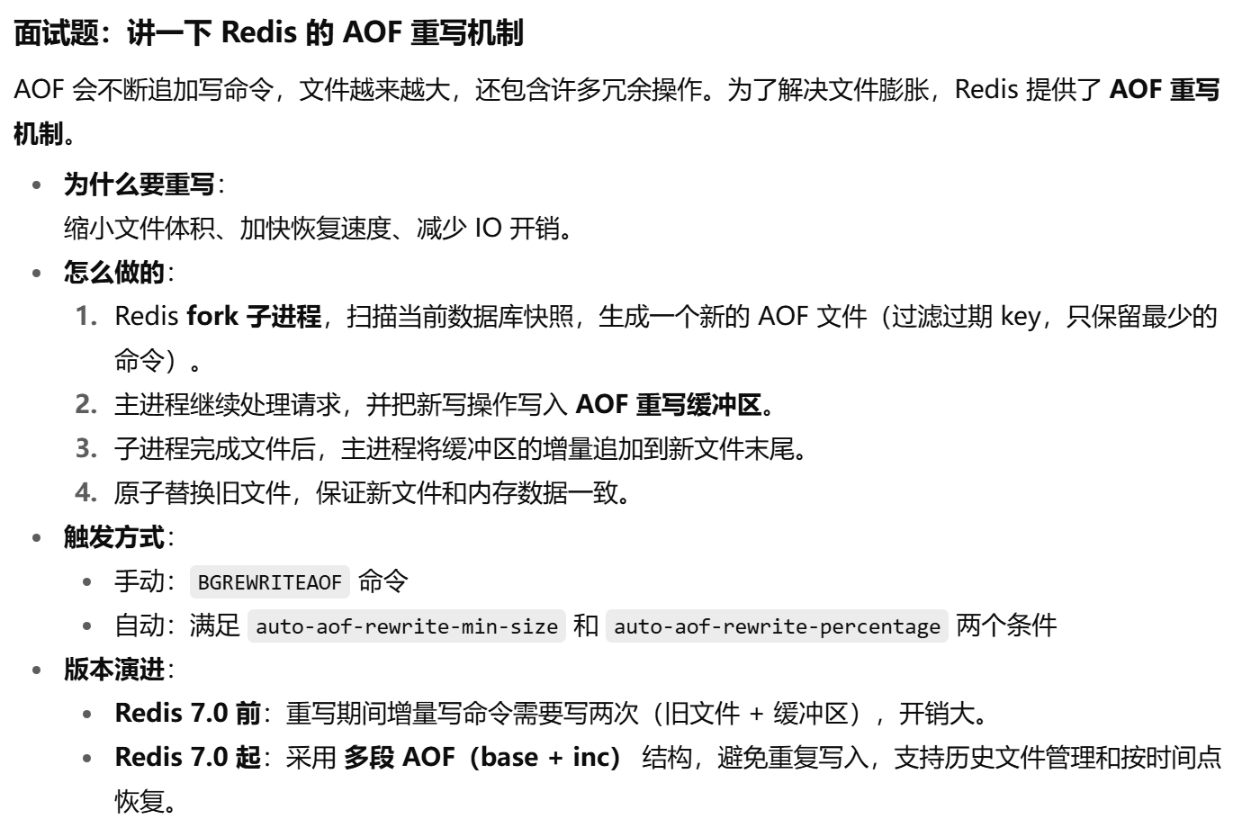 面试题：讲一下 Redis 的 AOF 重写机制
AOF 会不断追加写命令，文件越来越大，还包含许多冗余操作。为了解决文件膨胀，Redis 提供了 AOF 重写
机制。
• 为什么要重写：
缩小文件体积、加快恢复速度、减少 IO 开销。
• 怎么做的：
1. Redis fork 子进程，扫描当前数据库快照，生成一个新的 AOF 文件（过滤过期 key，只保留最少的
命令）。
2. 主进程继续处理请求，并把新写操作写入 AOF 重写缓冲区。
3. 子进程完成文件后，主进程将缓冲区的增量追加到新文件末尾。
4. 原子替换旧文件，保证新文件和内存数据一致。
• 触发方式：
• 手动：BGREWRITEAOF 命令
• 自动：满足 auto-aof-rewrite-min-size 和 auto-aof-rewrite-percentage 两个条件
• 版本演进：
• Redis 7.0 前：重写期间增量写命令需要写两次（旧文件 + 缓冲区），开销大。
• Redis 7.0 起：采用 多段 AOF（base + inc） 结构，避免重复写入，支持历史文件管理和按时间点
恢复。